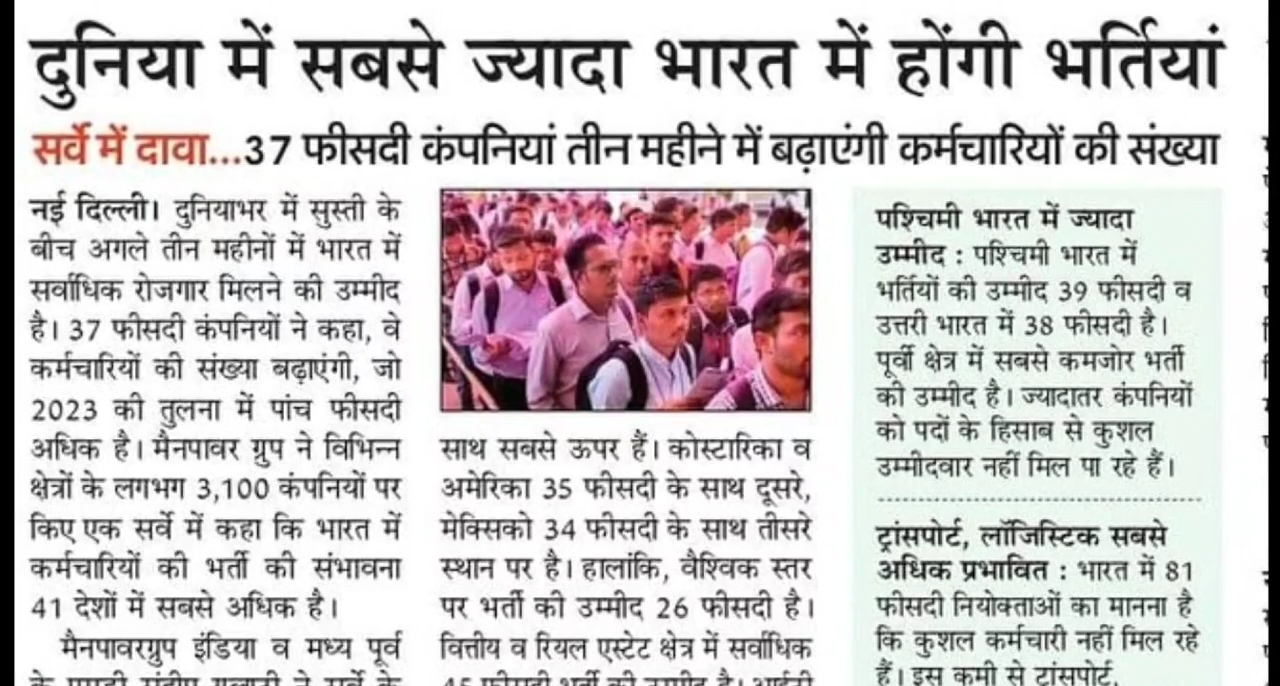 दुनिया में सबसे ज्यादा भारत में होंगी भर्तियां
सर्वे में दावा...37 फीसदी कंपनियां तीन महीने में बढ़ाएंगी कर्मचारियों की संख्या
नई दिल्ली। दुनियाभर में सुस्ती के
बीच अगले तीन महीनों में भारत में
सर्वाधिक रोजगार मिलने की उम्मीद
है। 37 फीसदी कंपनियों ने कहा, वे
कर्मचारियों की संख्या बढ़ाएंगी, जो
2023 की तुलना में पांच फीसदी
अधिक है। मैनपावर ग्रुप ने विभिन्न
क्षेत्रों के लगभग 3,100 कंपनियों पर
किए एक सर्वे में कहा कि भारत में
कर्मचारियों की भर्ती की संभावना
41 देशों में सबसे अधिक है।
मैनपावरग्रुप इंडिया व मध्य पूर्व
साथ सबसे ऊपर हैं। कोस्टारिका व
अमेरिका 35 फीसदी के साथ दूसरे,
मेक्सिको 34 फीसदी के साथ तीसरे
स्थान पर है। हालांकि, वैश्विक स्तर
पर भर्ती की उम्मीद 26 फीसदी है।
वित्तीय व रियल एस्टेट क्षेत्र में सर्वाधिक
पश्चिमी भारत में ज्यादा
उम्मीद : पश्चिमी भारत में
भर्तियों की उम्मीद 39 फीसदी व
उत्तरी भारत में 38 फीसदी है।
पूर्वी क्षेत्र में सबसे कमजोर भर्ती
की उम्मीद है। ज्यादातर कंपनियों
को पदों के हिसाब से कुशल
उम्मीदवार नहीं मिल पा रहे हैं।
ट्रांसपोर्ट, लॉजिस्टिक सबसे
अधिक प्रभावित : भारत में 81
फीसदी नियोक्ताओं का मानना है
कि कुशल कर्मचारी नहीं मिल रहे
हैं। इस कमी से ट्रांसपोर्ट,